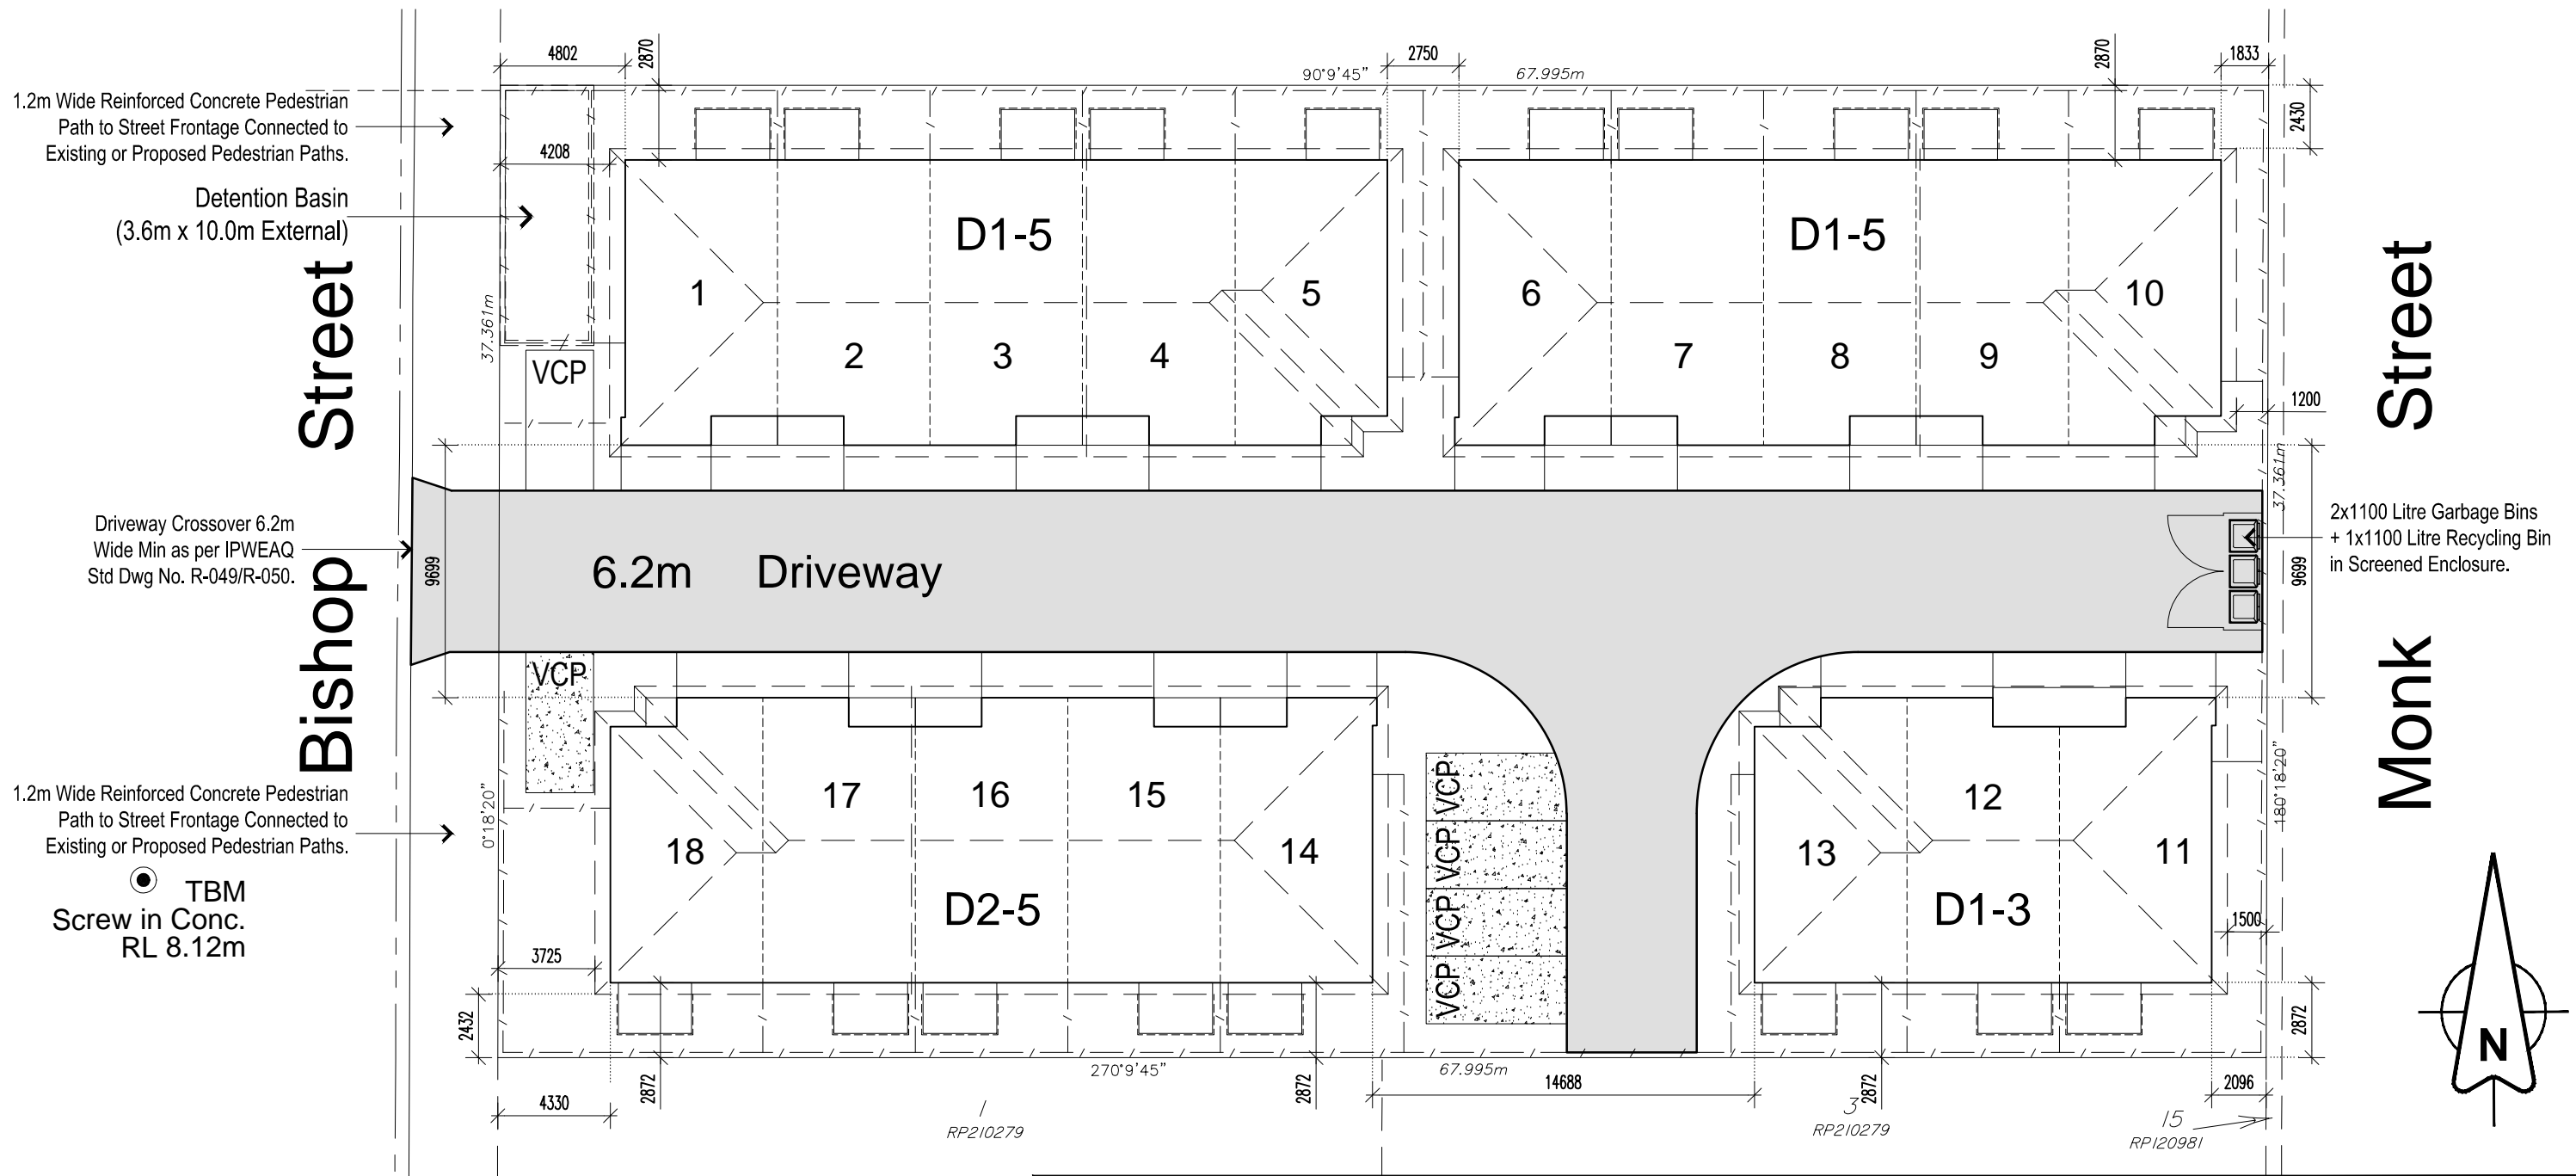 4802
2870
90°9'45"
2750
67.995m
2870
1833
1.2m Wide Reinforced Concrete Pedestrian
Path to Street Frontage Connected to
Existing or Proposed Pedestrian Paths.
2430
4208
Detention Basin
(3.6m x 10.0m External)
D1-5
D1-5
Bishop Street
Monk Street
37.361m
1
5
6
10
2
3
4
7
8
9
VCP
1200
37.361m
Driveway Crossover 6.2m
Wide Min as per IPWEAQ
Std Dwg No. R-049/R-050.
9699
6.2m Driveway
9699
2x1100 Litre Garbage Bins
+ 1x1100 Litre Recycling Bin
in Screened Enclosure.
VCP
1.2m Wide Reinforced Concrete Pedestrian
Path to Street Frontage Connected to
Existing or Proposed Pedestrian Paths.
0°18'20"
180°18'20"
17
16
15
12
18
14
13
11
VCP
VCP
VCP
VCP
TBM
Screw in Conc.
RL 8.12m
D2-5
D1-3
3725
1500
2432
2872
N
270°9'45"
67.995m
2872
2872
2872
4330
14688
2096
1
RP210279
3
RP210279
15
RP120981